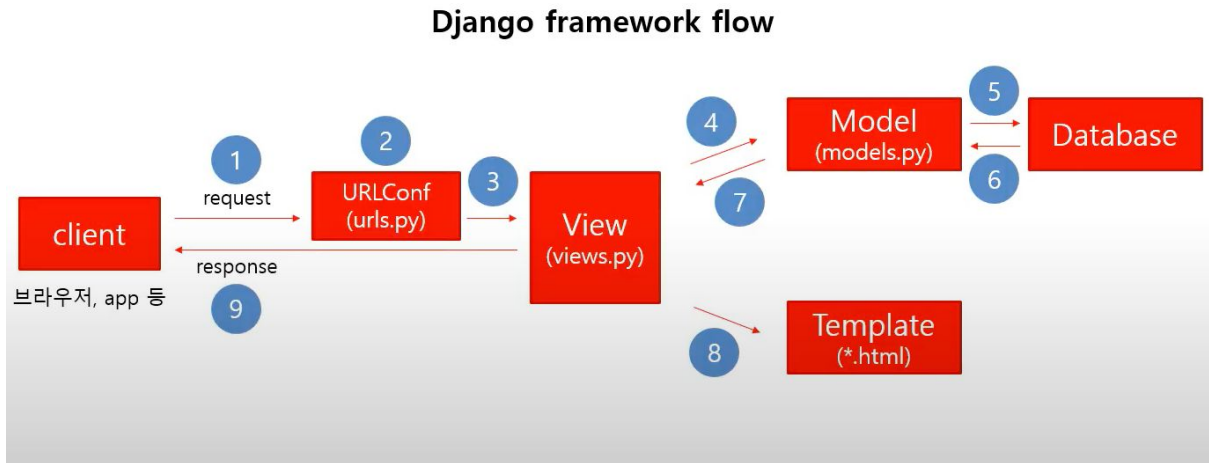 Django framework flow
1
request
2
URLConf
(urls.py)
3
client
브라우저, app 등
response
9
View
(views.py)
4
7
Model
(models.py)
5
6
Database
8
Template
(*.html)